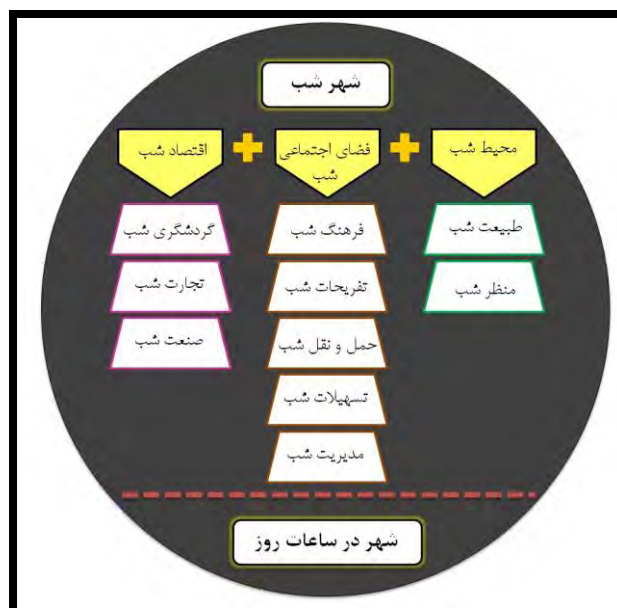 شهر شب
محیط شب
+
فضای اجتماعی
شب
+
اقتصاد شب
طبیعت شب
منظر شب
فرهنگ شب
تفریحات شب
حمل و نقل شب
تسهیلات شب
مدیریت شب
گردشگری شب
تجارت شب
صنعت شب
شهر در ساعات روز